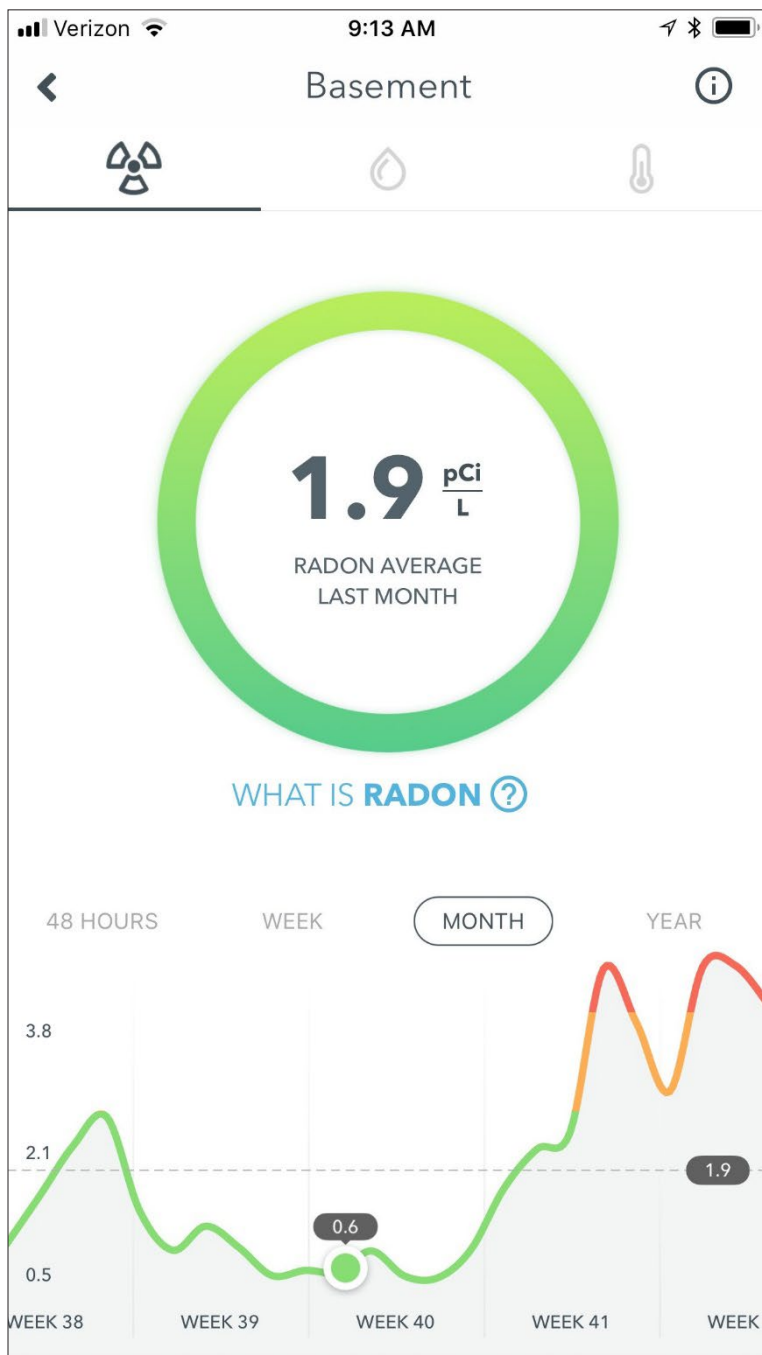 Verizon 9:13 AM
Basement
1.9 pCi/L
RADON AVERAGE
LAST MONTH
WHAT IS RADON ?
48 HOURS WEEK MONTH YEAR
3.8
2.1
1.9
0.6
0.5
WEEK 38 WEEK 39 WEEK 40 WEEK 41 WEEK